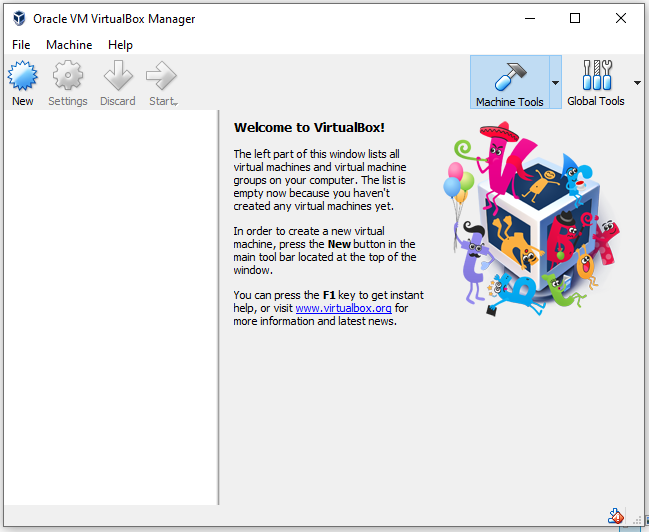 Oracle VM VirtualBox Manager
File Machine Help
New Settings Discard Start
Machine Tools Global Tools
Welcome to VirtualBox!
The left part of this window lists all
virtual machines and virtual machine
groups on your computer. The list is
empty now because you haven't
created any virtual machines yet.
In order to create a new virtual
machine, press the New button in the
main tool bar located at the top of the
window.
You can press the F1 key to get instant
help, or visit www.virtualbox.org for
more information and latest news.